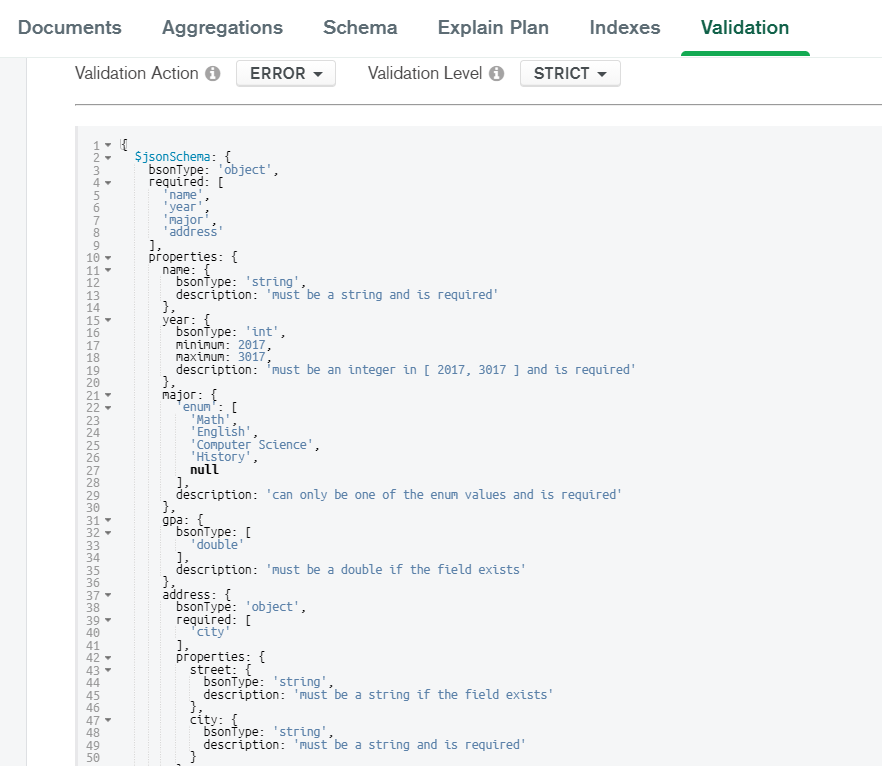 Documents Aggregations Schema Explain Plan Indexes Validation
Validation Action ERROR Validation Level STRICT
1 {
2 $jsonSchema: {
3 bsonType: 'object',
4 required: [
5 'name',
6 'year',
7 'major',
8 'address'
9 ],
10 properties: {
11 name: {
12 bsonType: 'string',
13 description: 'must be a string and is required'
14 },
15 year: {
16 bsonType: 'int',
17 minimum: 2017,
18 maximum: 3017,
19 description: 'must be an integer in [ 2017, 3017 ] and is required'
20 },
21 major: {
22 'enum': [
23 'Math',
24 'English',
25 'Computer Science',
26 'History',
27 null
28 ],
29 description: 'can only be one of the enum values and is required'
30 },
31 gpa: {
32 bsonType: [
33 'double'
34 ],
35 description: 'must be a double if the field exists'
36 },
37 address: {
38 bsonType: 'object',
39 required: [
40 'city'
41 ],
42 properties: {
43 street: {
44 bsonType: 'string',
45 description: 'must be a string if the field exists'
46 },
47 city: {
48 bsonType: 'string',
49 description: 'must be a string and is required'
50 }